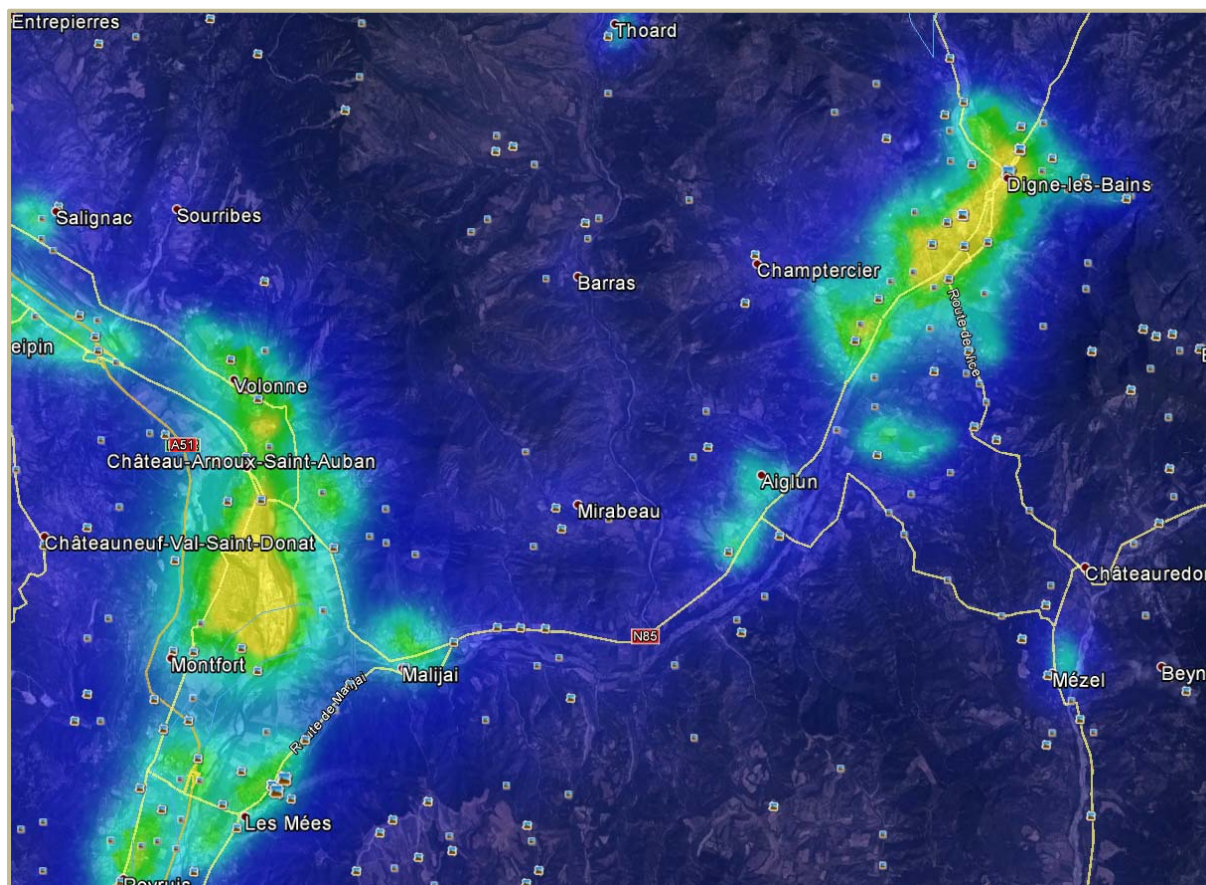 Entrepierres
Thoard
Digne-les-Bains
Salignac
Sourribes
Champtercier
Barras
Route de Nice
eipin
Volonne
A51
Château-Arnoux-Saint-Auban
Aiglun
Mirabeau
Châteauneuf-Val-Saint-Donat
Châteauredon
N85
Montfort
Malijai
Mézel
Beyn
Route de Malijai
Les Mées
Peyruis